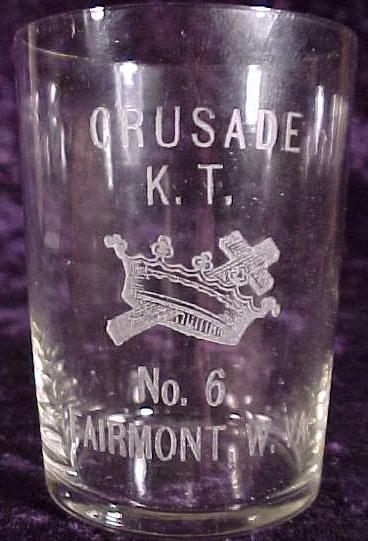 CRUSADE
K. T.
No. 6
FAIRMONT W. VA.